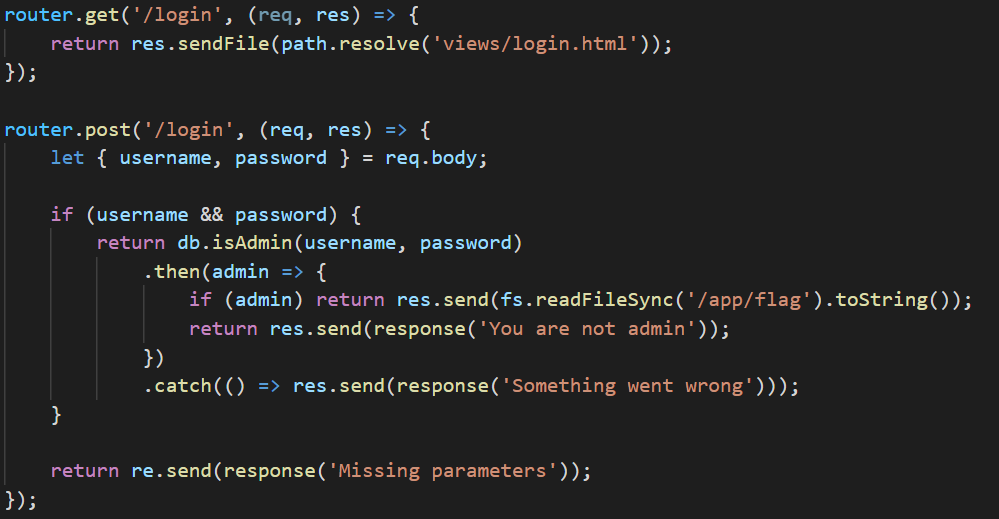 router.get('/login', (req, res) => {
    return res.sendFile(path.resolve('views/login.html'));
});

router.post('/login', (req, res) => {
    let { username, password } = req.body;

    if (username && password) {
        return db.isAdmin(username, password)
            .then(admin => {
                if (admin) return res.send(fs.readFileSync('/app/flag').toString());
                return res.send(response('You are not admin'));
            })
            .catch(() => res.send(response('Something went wrong')));
    }

    return re.send(response('Missing parameters'));
});